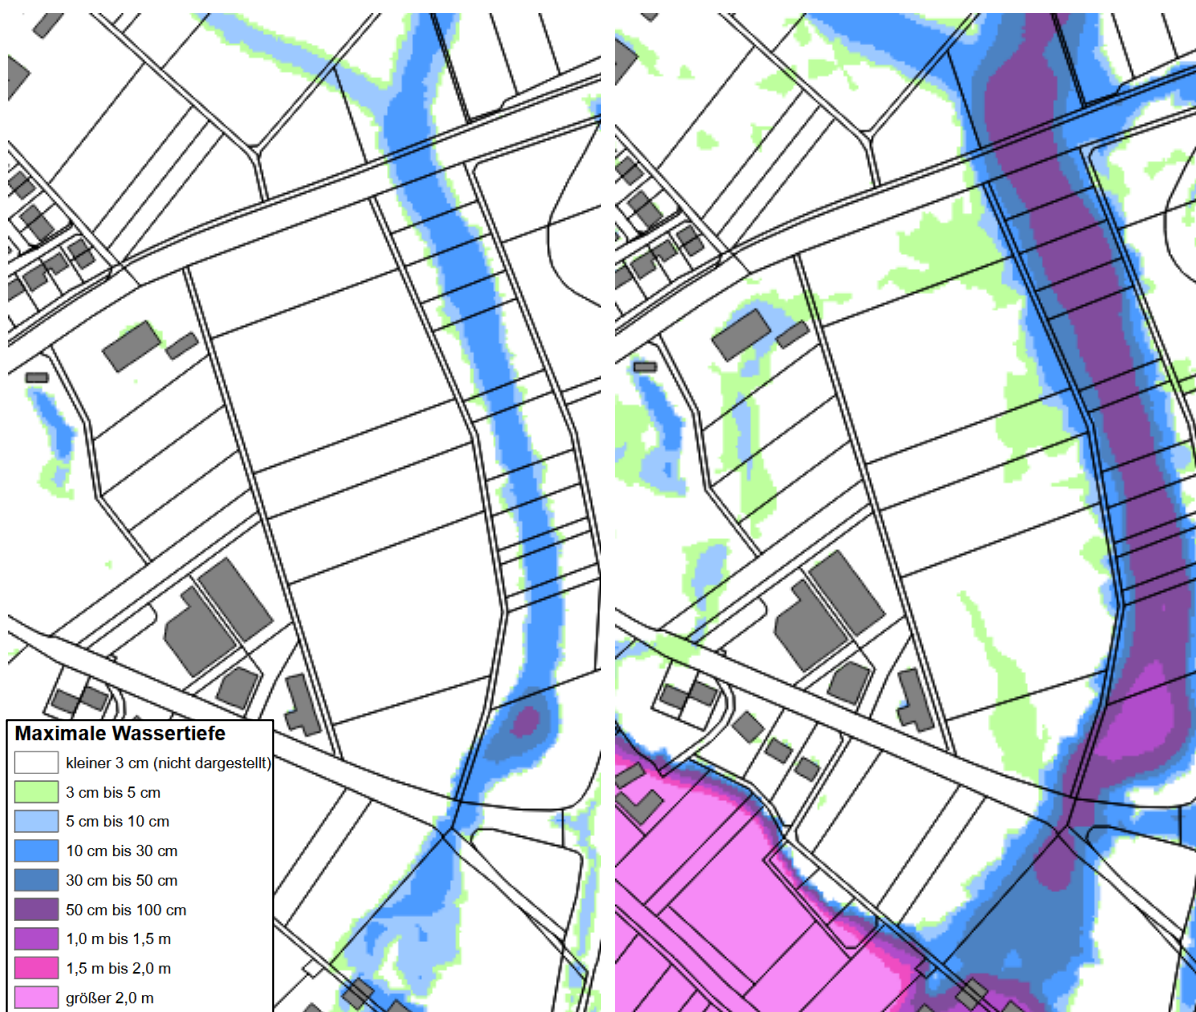 Maximale Wassertiefe
kleiner 3 cm (nicht dargestellt)
3 cm bis 5 cm
5 cm bis 10 cm
10 cm bis 30 cm
30 cm bis 50 cm
50 cm bis 100 cm
1,0 m bis 1,5 m
1,5 m bis 2,0 m
größer 2,0 m